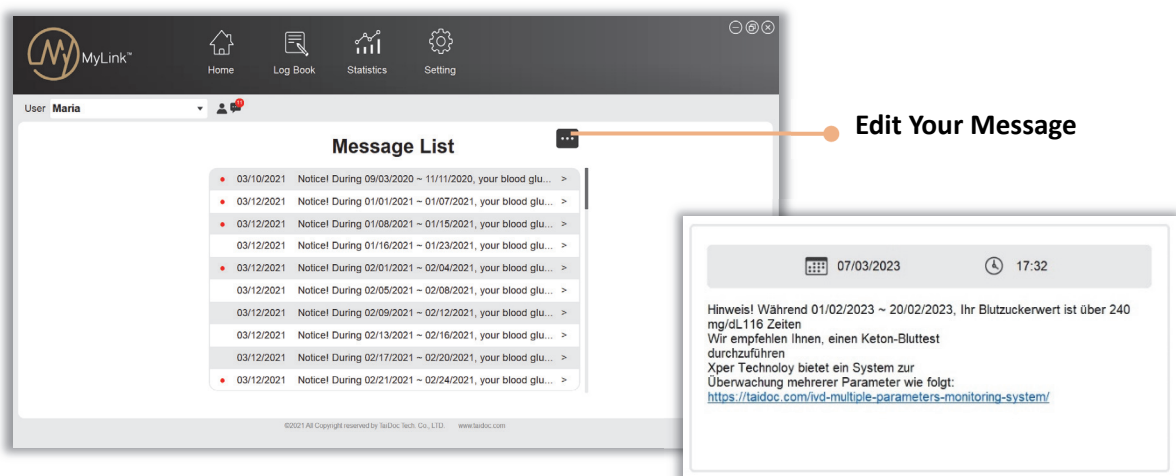 MyLink™
Home
Log Book
Statistics
Setting
User Maria
11
Message List
03/10/2021 Notice! During 09/03/2020 ~ 11/11/2020, your blood glu... >
03/12/2021 Notice! During 01/01/2021 ~ 01/07/2021, your blood glu... >
03/12/2021 Notice! During 01/08/2021 ~ 01/15/2021, your blood glu... >
03/12/2021 Notice! During 01/16/2021 ~ 01/23/2021, your blood glu... >
03/12/2021 Notice! During 02/01/2021 ~ 02/04/2021, your blood glu... >
03/12/2021 Notice! During 02/05/2021 ~ 02/08/2021, your blood glu... >
03/12/2021 Notice! During 02/09/2021 ~ 02/12/2021, your blood glu... >
03/12/2021 Notice! During 02/13/2021 ~ 02/16/2021, your blood glu... >
03/12/2021 Notice! During 02/17/2021 ~ 02/20/2021, your blood glu... >
03/12/2021 Notice! During 02/21/2021 ~ 02/24/2021, your blood glu... >
©2021 All Copyright reserved by TaiDoc Tech. Co., LTD. www.taidoc.com
Edit Your Message
07/03/2023 17:32
Hinweis! Während 01/02/2023 ~ 20/02/2023, Ihr Blutzuckerwert ist über 240
mg/dL116 Zeiten
Wir empfehlen Ihnen, einen Keton-Bluttest
durchzuführen
Xper Technoloy bietet ein System zur
Überwachung mehrerer Parameter wie folgt:
https://taidoc.com/ivd-multiple-parameters-monitoring-system/